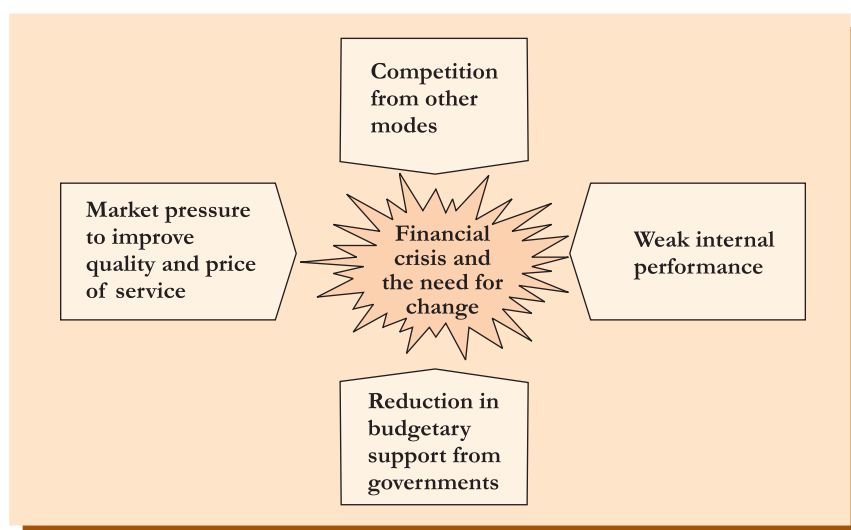 Competition
from other
modes
Market pressure
to improve
quality and price
of service
Financial
crisis and
the need for
change
Weak internal
performance
Reduction in
budgetary
support from
governments